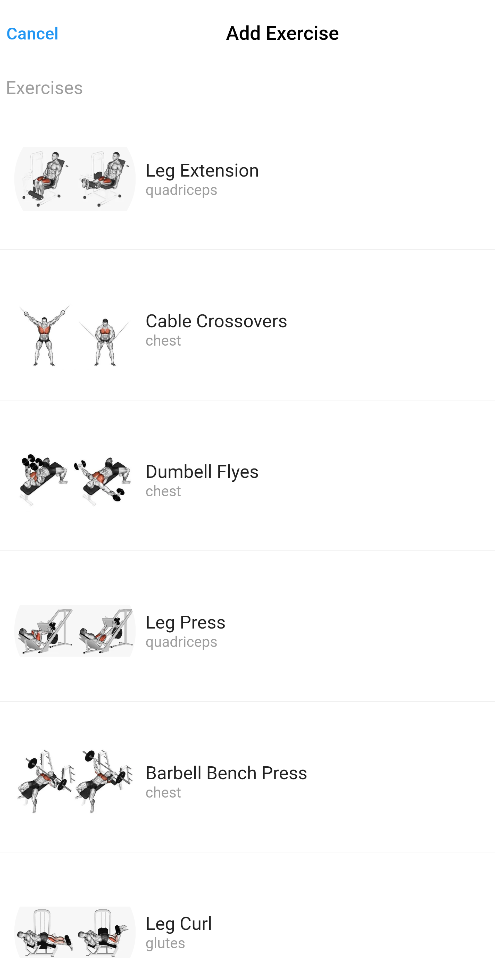 Cancel
Add Exercise
Exercises
Leg Extension
quadriceps
Cable Crossovers
chest
Dumbell Flyes
chest
Leg Press
quadriceps
Barbell Bench Press
chest
Leg Curl
glutes